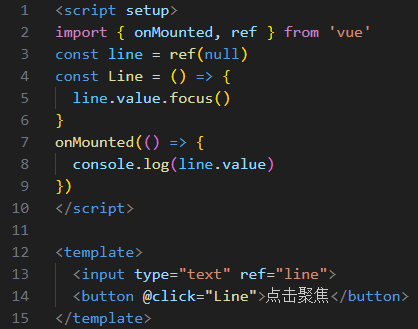 1 <script setup>
2 import { onMounted, ref } from 'vue'
3 const line = ref(null)
4 const Line = () => {
5   line.value.focus()
6 }
7 onMounted(() => {
8   console.log(line.value)
9 })
10 </script>
11
12 <template>
13   <input type="text" ref="line">
14   <button @click="Line">点击聚焦</button>
15 </template>